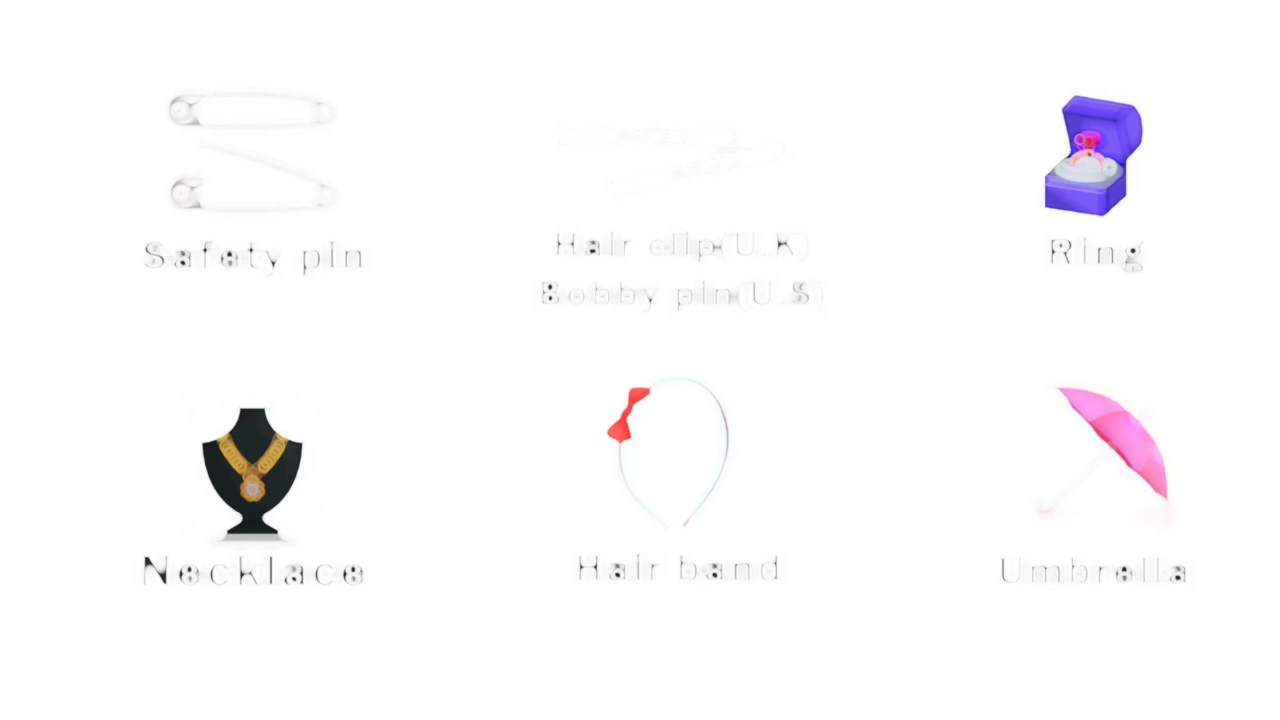 Safety pin
Hair clip(U.K)
Bobby pin(U.S)
Ring
Necklace
Hair band
Umbrella